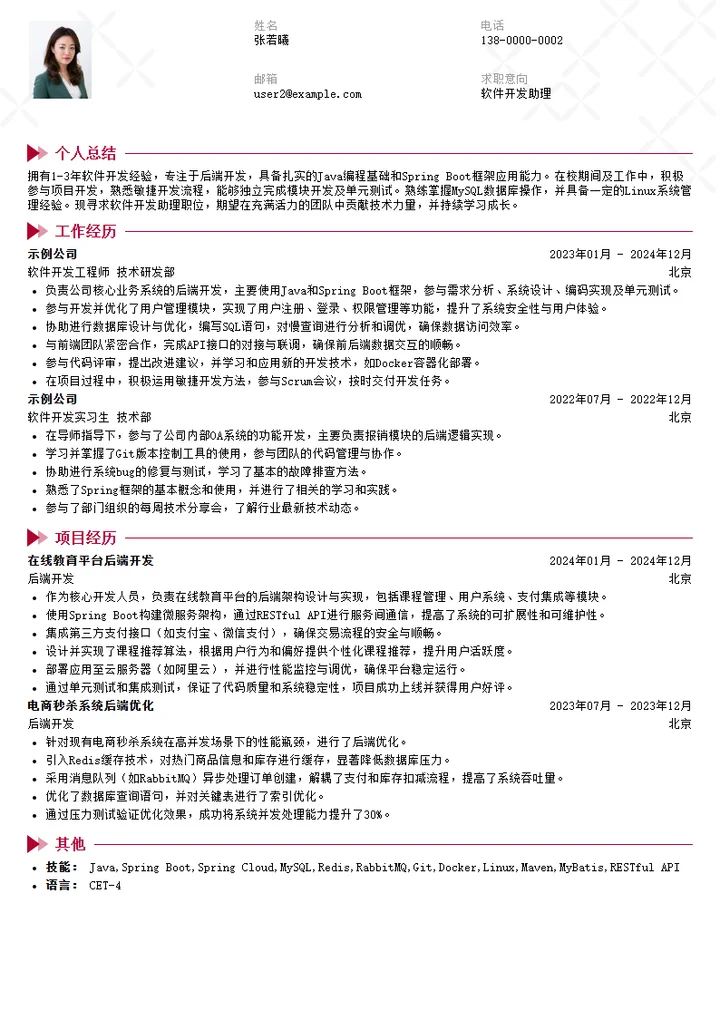 姓名
张若曦
电话
138-0000-0002
邮箱
user2@example.com
求职意向
软件开发助理
个人总结
拥有1-3年软件开发经验，专注于后端开发，具备扎实的Java编程基础和Spring Boot框架应用能力。在校期间及工作中，积极
参与项目开发，熟悉敏捷开发流程，能够独立完成模块开发及单元测试。熟练掌握MySQL数据库操作，并具备一定的Linux系统管
理经验。现寻求软件开发助理职位，期望在充满活力的团队中贡献技术力量，并持续学习成长。
工作经历
示例公司 2023年01月 - 2024年12月
软件开发工程师 技术研发部 北京
• 负责公司核心业务系统的后端开发，主要使用Java和Spring Boot框架，参与需求分析、系统设计、编码实现及单元测试。
• 参与开发并优化了用户管理模块，实现了用户注册、登录、权限管理等功能，提升了系统安全性与用户体验。
• 协助进行数据库设计与优化，编写SQL语句，对慢查询进行分析和调优，确保数据访问效率。
• 与前端团队紧密合作，完成API接口的对接与联调，确保前后端数据交互的顺畅。
• 参与代码评审，提出改进建议，并学习和应用新的开发技术，如Docker容器化部署。
• 在项目过程中，积极运用敏捷开发方法，参与Scrum会议，按时交付开发任务。
示例公司 2022年07月 - 2022年12月
软件开发实习生 技术部 北京
• 在导师指导下，参与了公司内部OA系统的功能开发，主要负责报销模块的后端逻辑实现。
• 学习并掌握了Git版本控制工具的使用，参与团队的代码管理与协作。
• 协助进行系统bug的修复与测试，学习了基本的故障排查方法。
• 熟悉了Spring框架的基本概念和使用，并进行了相关的学习和实践。
• 参与了部门组织的每周技术分享会，了解行业最新技术动态。
项目经历
在线教育平台后端开发 2024年01月 - 2024年12月
后端开发 北京
• 作为核心开发人员，负责在线教育平台的后端架构设计与实现，包括课程管理、用户系统、支付集成等模块。
• 使用Spring Boot构建微服务架构，通过RESTful API进行服务间通信，提高了系统的可扩展性和可维护性。
• 集成第三方支付接口（如支付宝、微信支付），确保交易流程的安全与顺畅。
• 设计并实现了课程推荐算法，根据用户行为和偏好提供个性化课程推荐，提升用户活跃度。
• 部署应用至云服务器（如阿里云），并进行性能监控与调优，确保平台稳定运行。
• 通过单元测试和集成测试，保证了代码质量和系统稳定性，项目成功上线并获得用户好评。
电商秒杀系统后端优化 2023年07月 - 2023年12月
后端开发 北京
• 针对现有电商秒杀系统在高并发场景下的性能瓶颈，进行了后端优化。
• 引入Redis缓存技术，对热门商品信息和库存进行缓存，显著降低数据库压力。
• 采用消息队列（如RabbitMQ）异步处理订单创建，解耦了支付和库存扣减流程，提高了系统吞吐量。
• 优化了数据库查询语句，并对关键表进行了索引优化。
• 通过压力测试验证优化效果，成功将系统并发处理能力提升了30%。
其他
• 技能： Java,Spring Boot,Spring Cloud,MySQL,Redis,RabbitMQ,Git,Docker,Linux,Maven,MyBatis,RESTful API
• 语言： CET-4